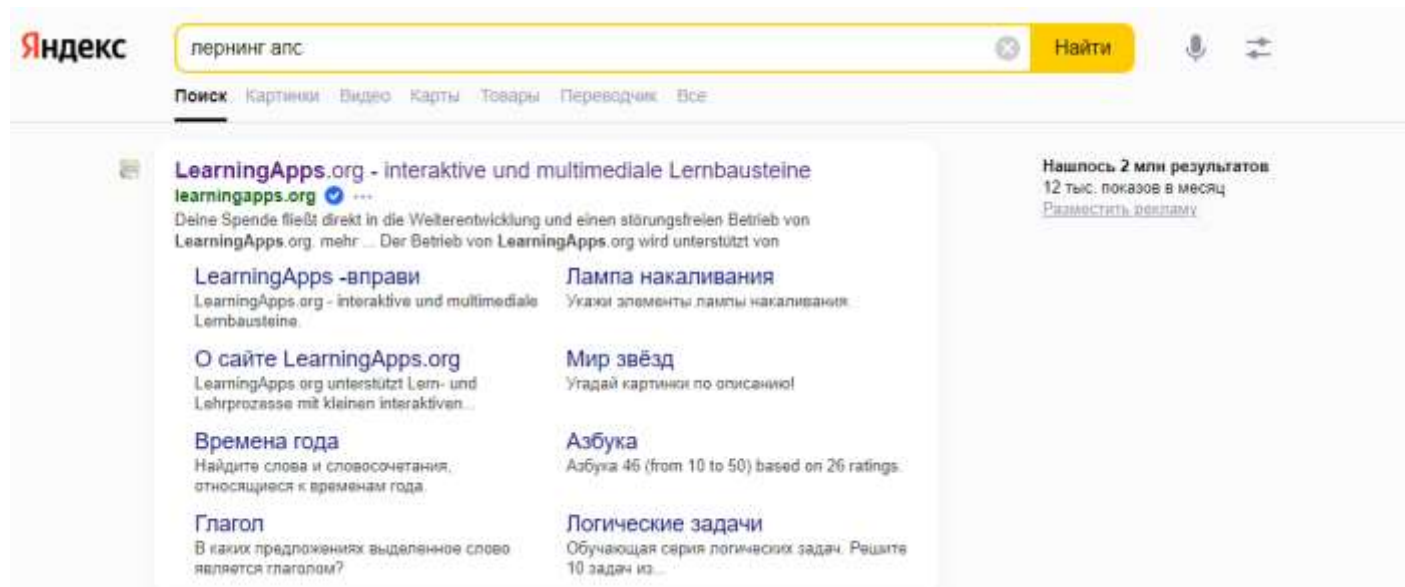 Яндекс
лернинг апс
Найти
Поиск Картинки Видео Карты Товары Переводчик Все
LearningApps.org - interaktive und multimediale Lernbausteine
learningapps.org ···
Deine Spende fließt direkt in die Weiterentwicklung und einen störungsfreien Betrieb von
LearningApps.org. mehr ... Der Betrieb von LearningApps.org wird unterstützt von
LearningApps -вправи
LearningApps.org - interaktive und multimediale
Lernbausteine.
Лампа накаливания
Укажи элементы лампы накаливания.
О сайте LearningApps.org
LearningApps.org unterstützt Lern- und
Lehrprozesse mit kleinen interaktiven...
Мир звёзд
Угадай картинки по описанию!
Времена года
Найдите слова и словосочетания,
относящиеся к временам года.
Азбука
Азбука 46 (from 10 to 50) based on 26 ratings.
Глагол
В каких предложениях выделенное слово
является глаголом?
Логические задачи
Обучающая серия логических задач. Решите
10 задач из...
Нашлось 2 млн результатов
12 тыс. показов в месяц
Разместить рекламу